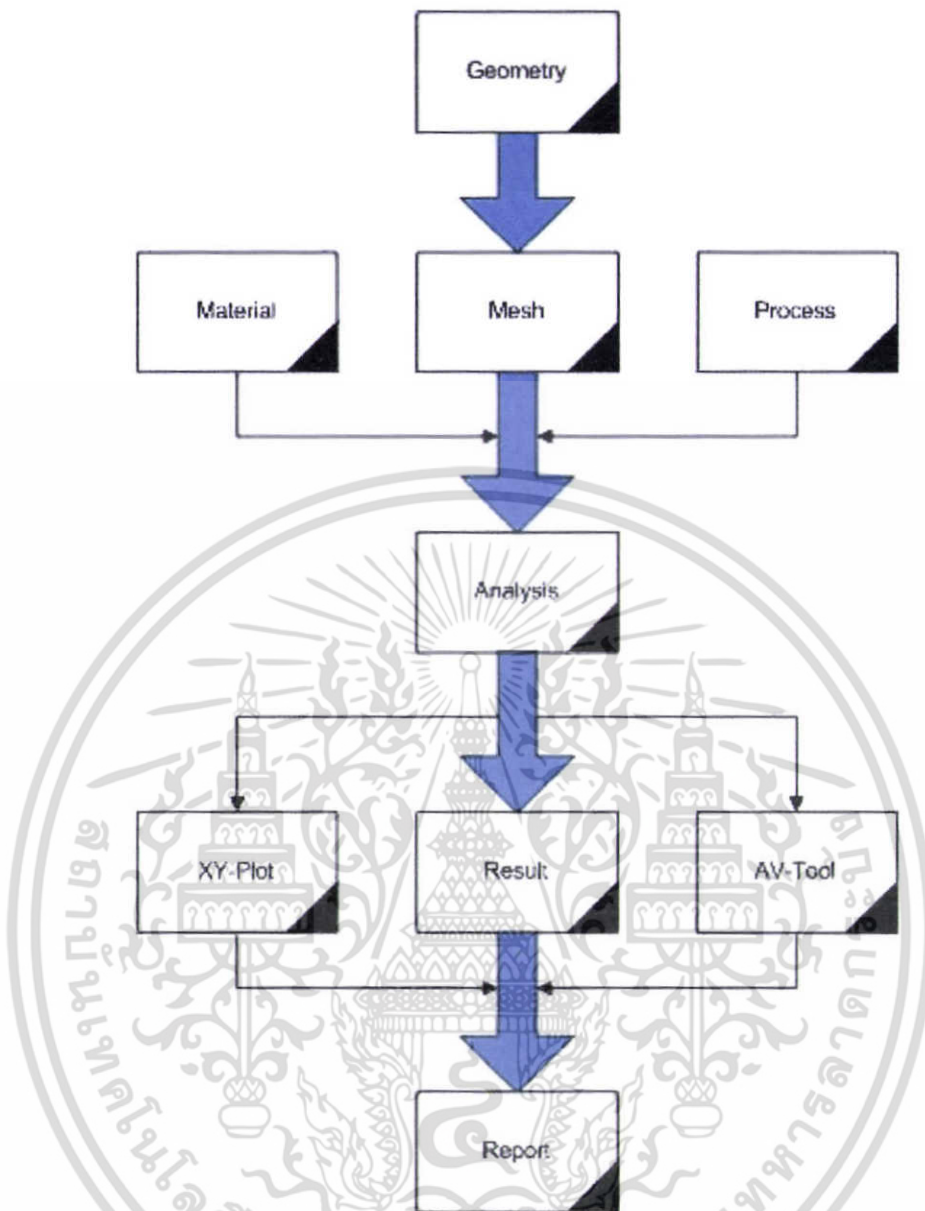 Geometry
Material
Mesh
Process
Analysis
XY-Plot
Result
AV-Tool
Report